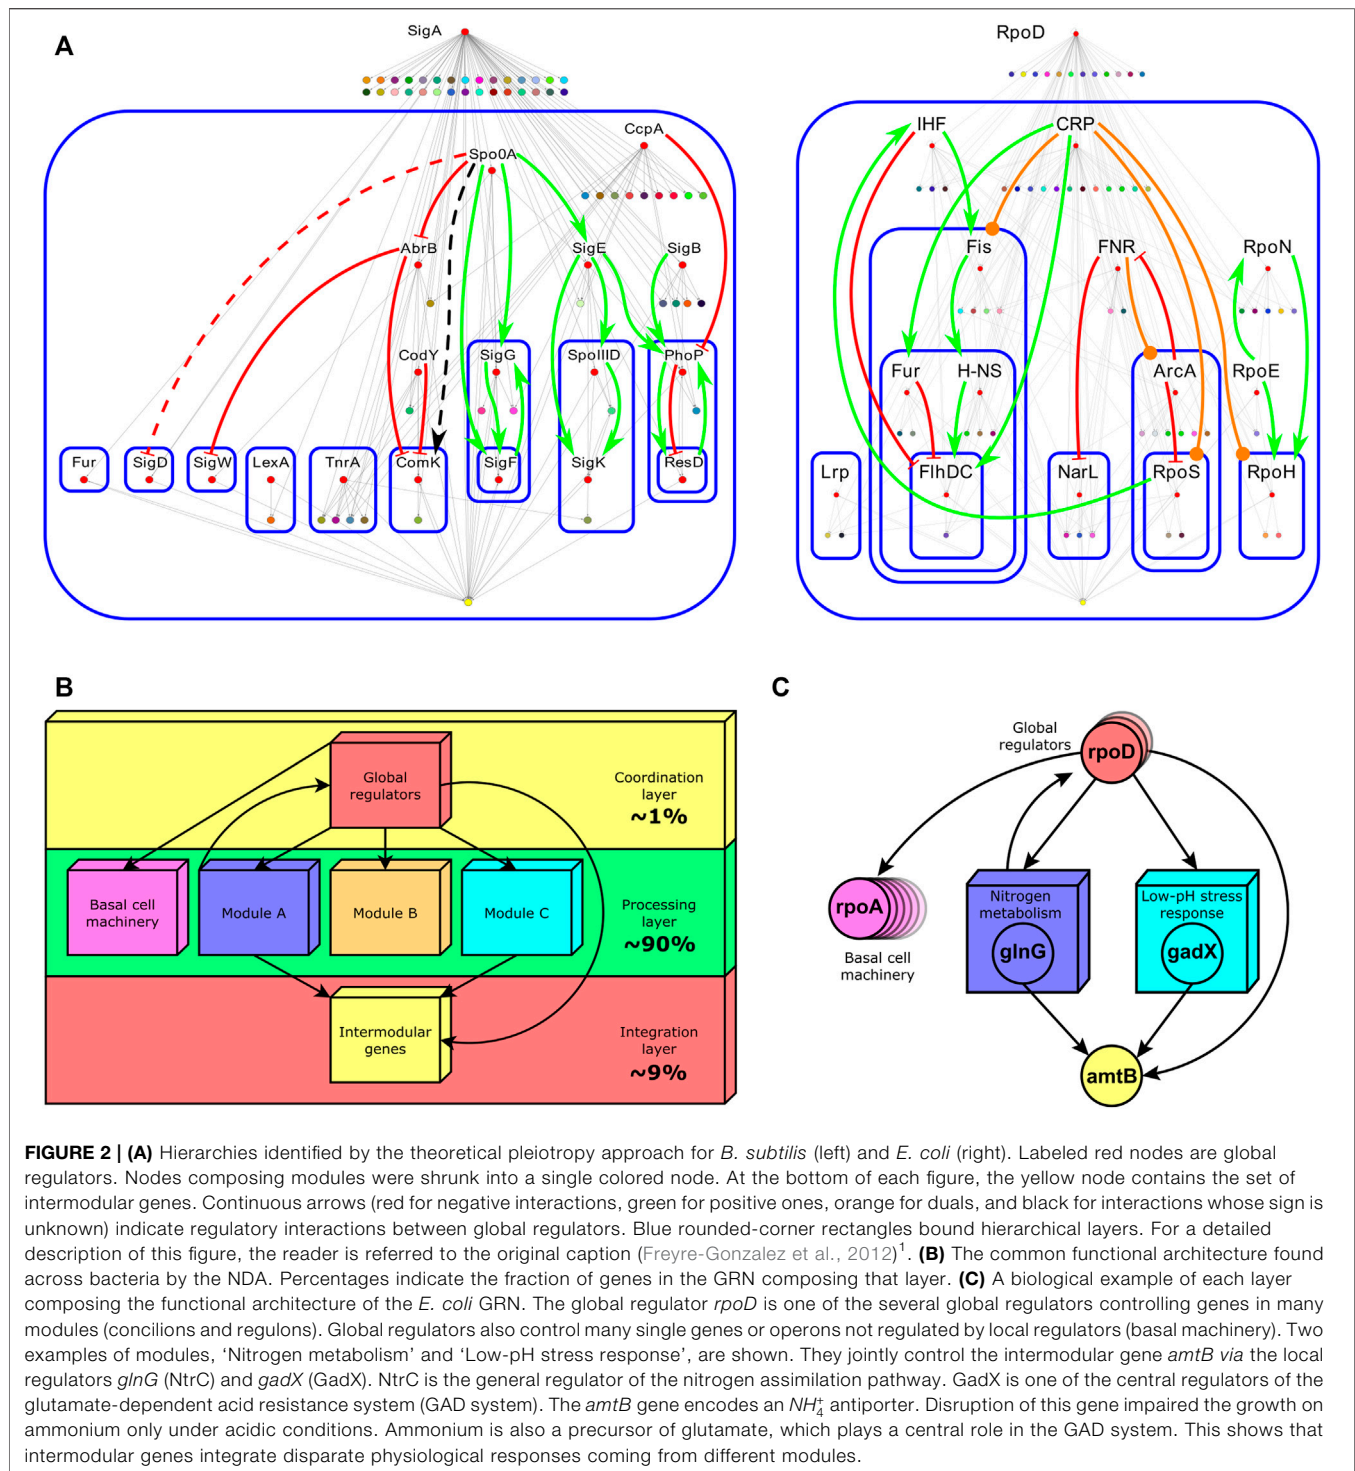 A
SigA
CcpA
Spo0A
AbrB
SigE
SigB
CodY
SigG
SpoIIID
PhoP
Fur
SigD
SigW
LexA
TnrA
ComK
SigF
SigK
ResD
RpoD
IHF
CRP
Fis
FNR
RpoN
Fur
H-NS
ArcA
RpoE
Lrp
FlhDC
NarL
RpoS
RpoH
B
Global
regulators
Coordination
layer
~1%
Basal cell
machinery
Module A
Module B
Module C
Processing
layer
~90%
Intermodular
genes
Integration
layer
~9%
C
Global
regulators
rpoD
rpoA
Basal cell
machinery
Nitrogen
metabolism
glnG
Low-pH stress
response
gadX
amtB
FIGURE 2 | (A) Hierarchies identified by the theoretical pleiotropy approach for B. subtilis (left) and E. coli (right). Labeled red nodes are global
regulators. Nodes composing modules were shrunk into a single colored node. At the bottom of each figure, the yellow node contains the set of
intermodular genes. Continuous arrows (red for negative interactions, green for positive ones, orange for duals, and black for interactions whose sign is
unknown) indicate regulatory interactions between global regulators. Blue rounded-corner rectangles bound hierarchical layers. For a detailed
description of this figure, the reader is referred to the original caption (Freyre-Gonzalez et al., 2012)1. (B) The common functional architecture found
across bacteria by the NDA. Percentages indicate the fraction of genes in the GRN composing that layer. (C) A biological example of each layer
composing the functional architecture of the E. coli GRN. The global regulator rpoD is one of the several global regulators controlling genes in many
modules (concilions and regulons). Global regulators also control many single genes or operons not regulated by local regulators (basal machinery). Two
examples of modules, ‘Nitrogen metabolism’ and ‘Low-pH stress response’, are shown. They jointly control the intermodular gene amtB via the local
regulators glnG (NtrC) and gadX (GadX). NtrC is the general regulator of the nitrogen assimilation pathway. GadX is one of the central regulators of the
glutamate-dependent acid resistance system (GAD system). The amtB gene encodes an NH4+ antiporter. Disruption of this gene impaired the growth on
ammonium only under acidic conditions. Ammonium is also a precursor of glutamate, which plays a central role in the GAD system. This shows that
intermodular genes integrate disparate physiological responses coming from different modules.